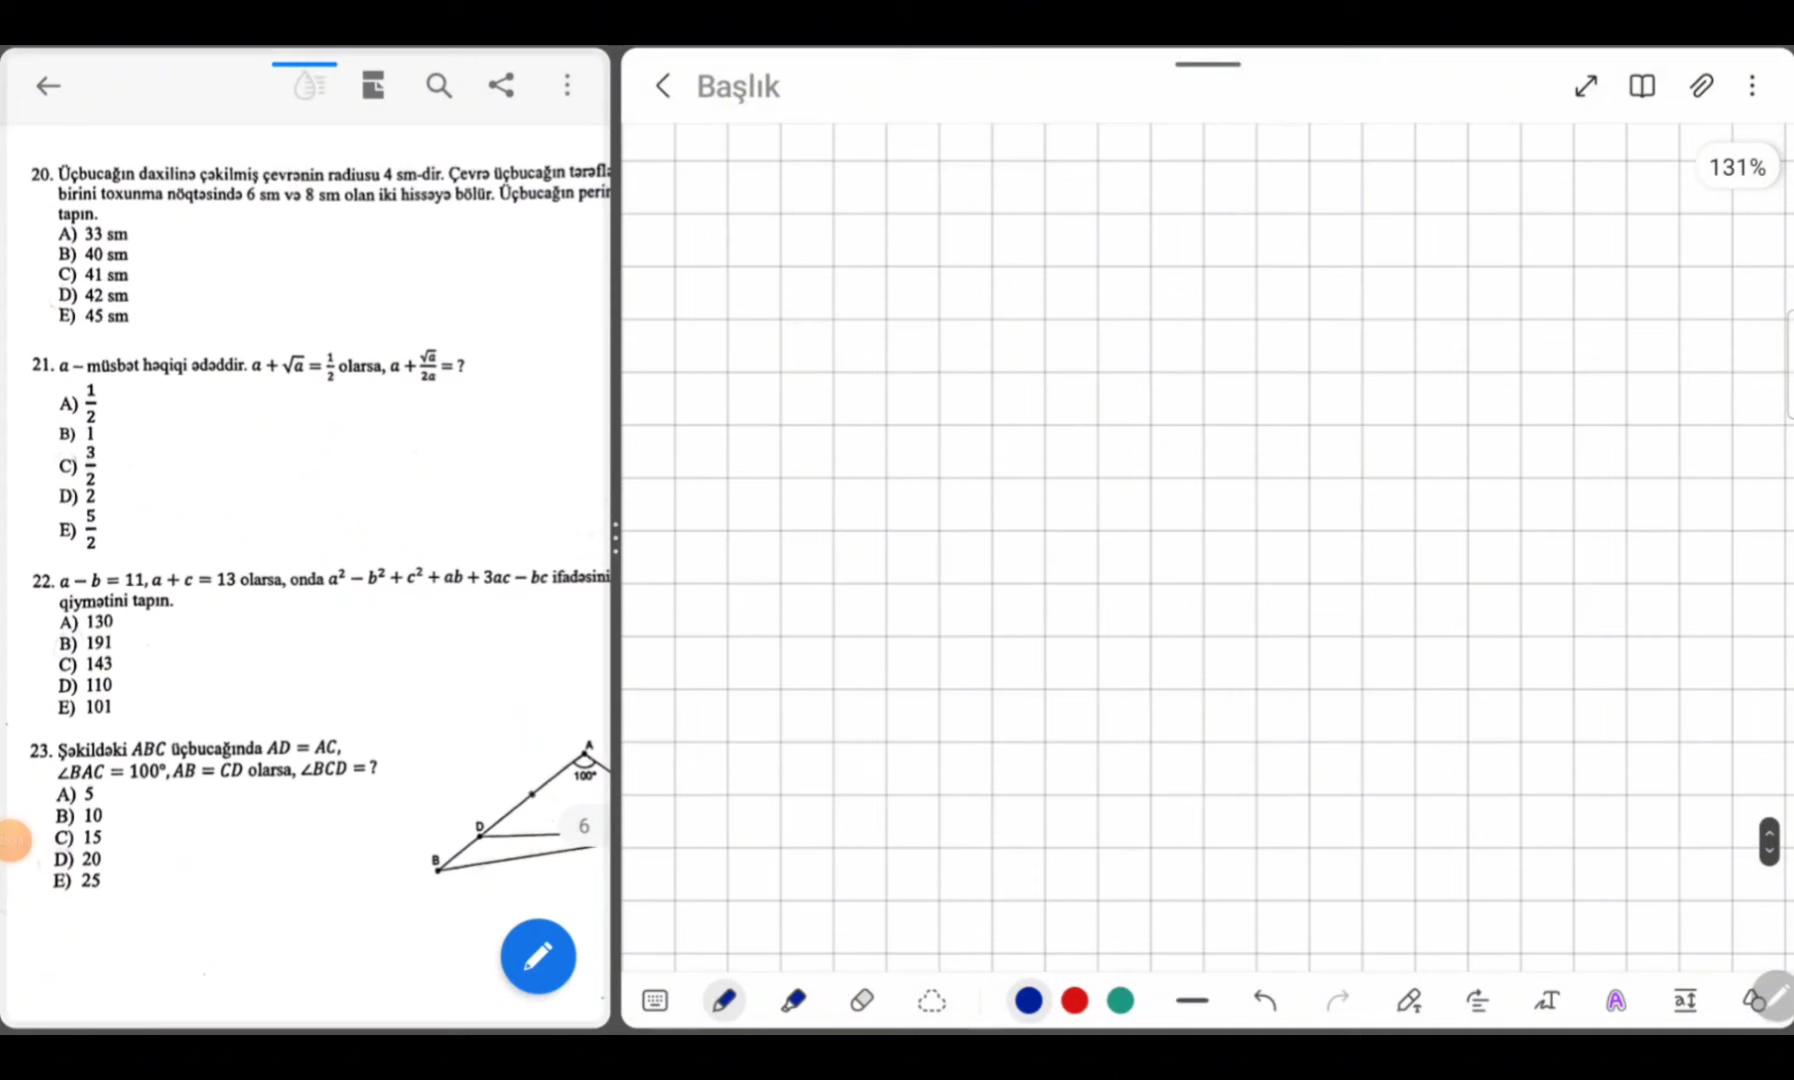 Başlık
131%
20. Üçbucağın daxilinə çəkilmiş çevrənin radiusu 4 sm-dir. Çevrə üçbucağın
birini toxunma nöqtəsində 6 sm və 8 sm olan iki hissəyə bölür. Üçbucağın
tapın.
A) 33 sm
B) 40 sm
C) 41 sm
D) 42 sm
E) 45 sm
21. a – müsbət həqiqi ədəddir. a + √a = 1/2 olarsa, a + √a/2a = ?
A) 1/2
B) 1
C) 3/2
D) 2
E) 5/2
22. a − b = 11, a + c = 13 olarsa, onda a² − b² + c² + ab + 3ac − bc ifadəsini
qiymətini tapın.
A) 130
B) 191
C) 143
D) 110
E) 101
23. Şəkildəki ABC üçbucağında AD = AC,
∠BAC = 100°, AB = CD olarsa, ∠BCD = ?
A) 5
B) 10
C) 15
D) 20
E) 25
A
100°
D
B
6